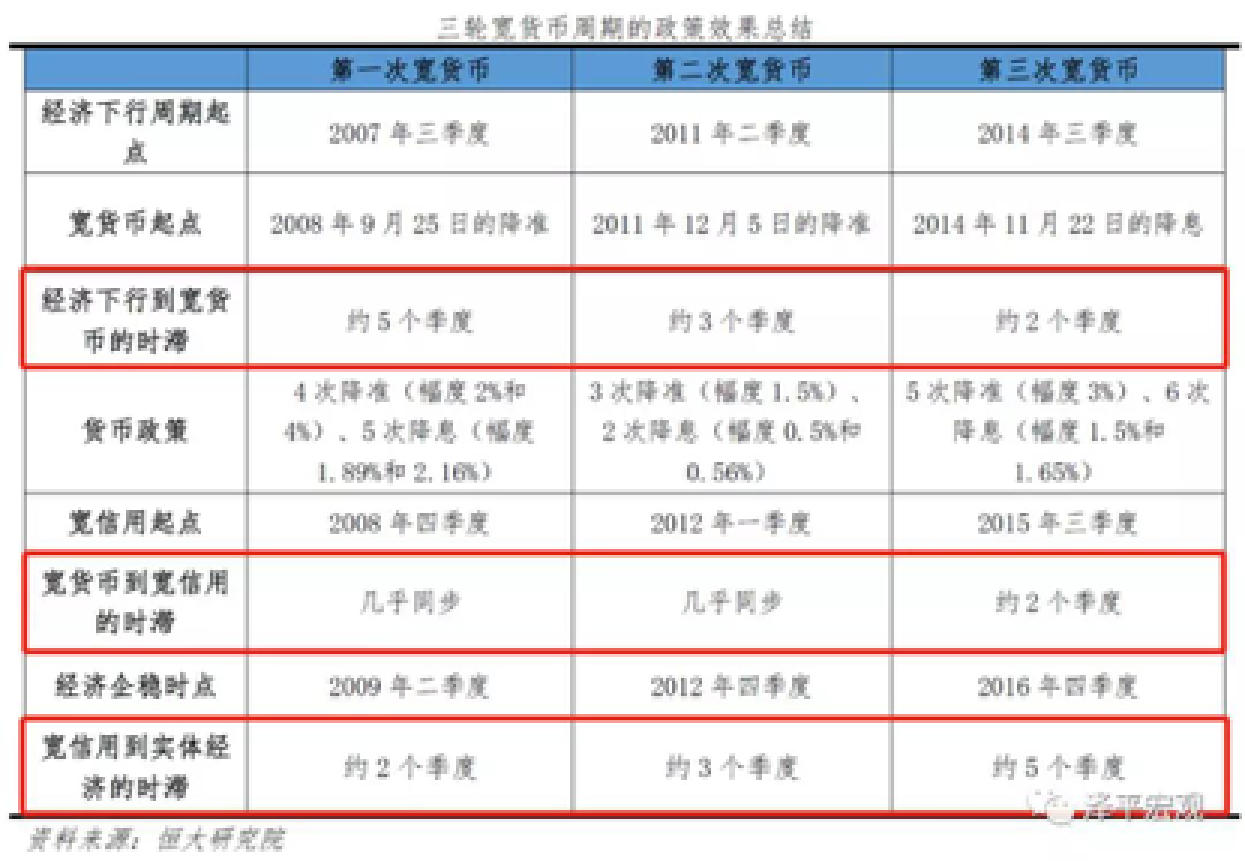 三轮宽货币周期的政策效果总结
第一次宽货币 第二次宽货币 第三次宽货币
经济下行周期起
点
2007 年三季度 2011 年二季度 2014 年三季度
宽货币起点 2008 年 9 月 25 日的降准 2011 年 12 月 5 日的降准 2014 年 11 月 22 日的降息
经济下行到宽货
币的时滞
约 5 个季度 约 3 个季度 约 2 个季度
货币政策
4 次降准（幅度 2%和
4%）、5 次降息（幅度
1.89%和 2.16%）
3 次降准（幅度 1.5%）、
2 次降息（幅度 0.5%和
0.56%）
5 次降准（幅度 3%）、6 次
降息（幅度 1.5%和
1.65%）
宽信用起点 2008 年四季度 2012 年一季度 2015 年三季度
宽货币到宽信用
的时滞
几乎同步 几乎同步 约 2 个季度
经济企稳时点 2009 年二季度 2012 年四季度 2016 年四季度
宽信用到实体经
济的时滞
约 2 个季度 约 3 个季度 约 5 个季度
泽平宏观
资料来源：恒大研究院